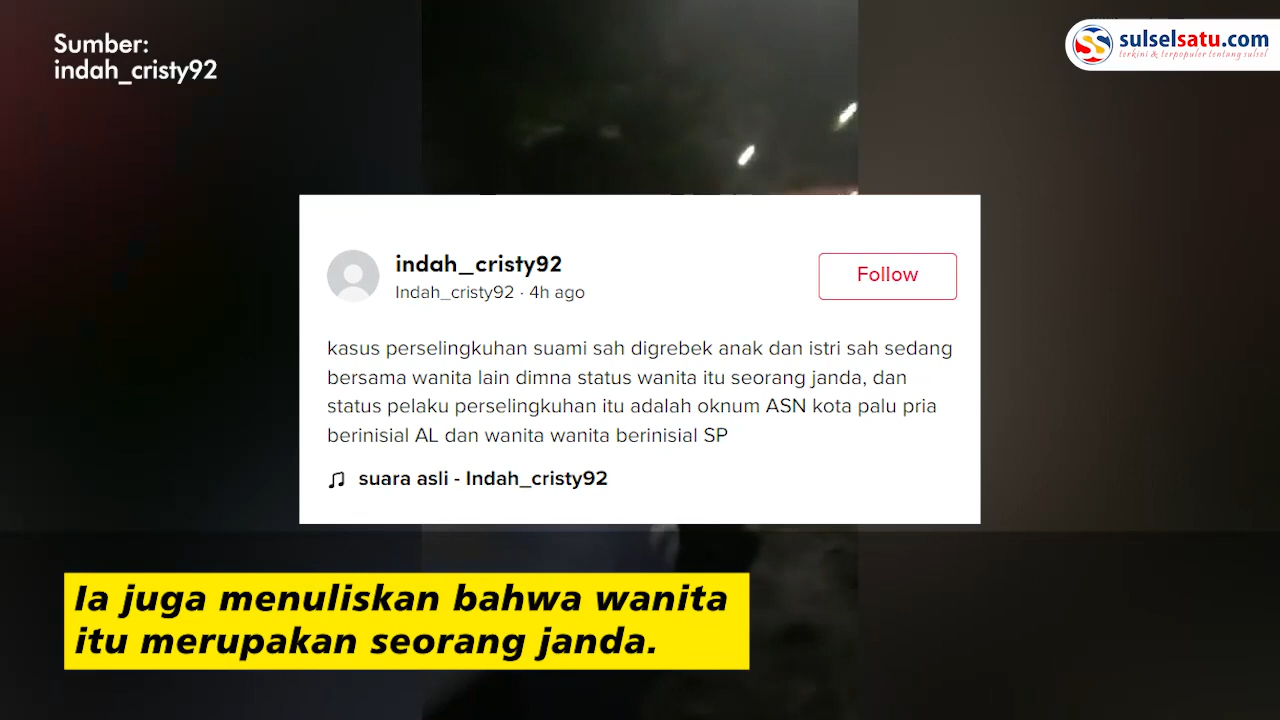 Sumber:
indah_cristy92
sulselsatu.com
terkini & terpopuler tentang sulsel
indah_cristy92
Indah_cristy92 · 4h ago
Follow
kasus perselingkuhan suami sah digrebek anak dan istri sah sedang
bersama wanita lain dimna status wanita itu seorang janda, dan
status pelaku perselingkuhan itu adalah oknum ASN kota palu pria
berinisial AL dan wanita wanita berinisial SP
suara asli - Indah_cristy92
Ia juga menuliskan bahwa wanita
itu merupakan seorang janda.